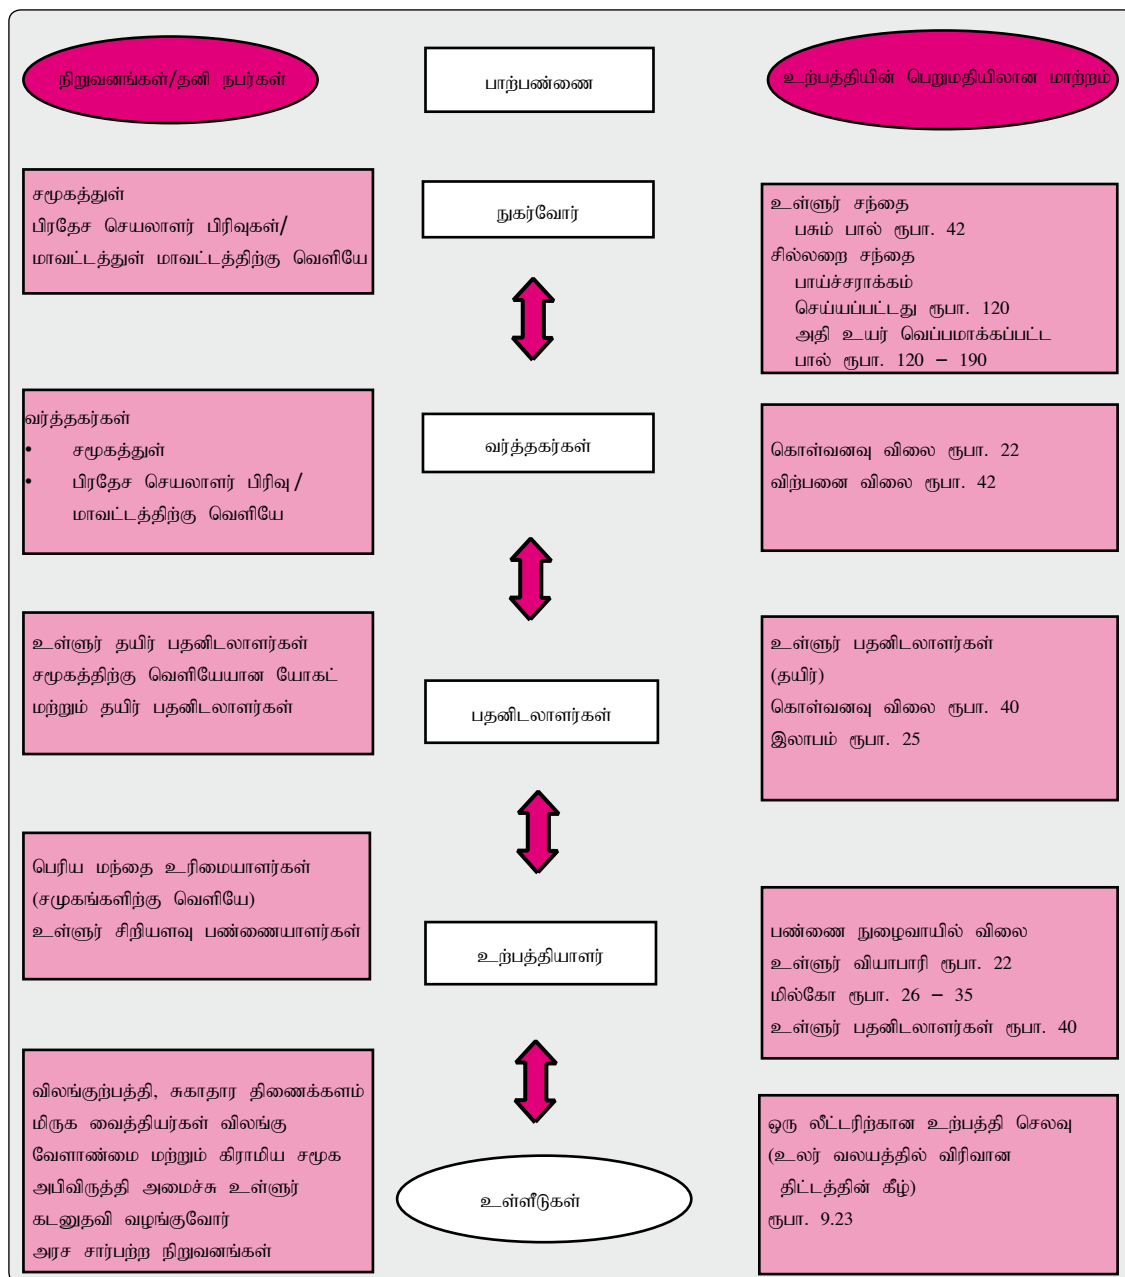 நிறுவனங்கள்/தனி நபர்கள்
பாற்பண்ணை
உற்பத்தியின் பெறுமதியிலான மாற்றம்
சமூகத்துள்
பிரதேச செயலாளர் பிரிவுகள்/
மாவட்டத்துள் மாவட்டத்திற்கு வெளியே
நுகர்வோர்
உள்ளுர் சந்தை
பசும் பால் ரூபா. 42
சில்லறை சந்தை
பாய்ச்சராக்கம்
செய்யப்பட்டது ரூபா. 120
அதி உயர் வெப்பமாக்கப்பட்ட
பால் ரூபா. 120 – 190
வர்த்தகர்கள்
• சமூகத்துள்
• பிரதேச செயலாளர் பிரிவு /
மாவட்டத்திற்கு வெளியே
வர்த்தகர்கள்
கொள்வனவு விலை ரூபா. 22
விற்பனை விலை ரூபா. 42
உள்ளுர் தயிர் பதனிடலாளர்கள்
சமூகத்திற்கு வெளியேயான யோகட்
மற்றும் தயிர் பதனிடலாளர்கள்
பதனிடலாளர்கள்
உள்ளுர் பதனிடலாளர்கள்
(தயிர்)
கொள்வனவு விலை ரூபா. 40
இலாபம் ரூபா. 25
பெரிய மந்தை உரிமையாளர்கள்
(சமுகங்களிற்கு வெளியே)
உள்ளுர் சிறியளவு பண்ணையாளர்கள்
உற்பத்தியாளர்
பண்ணை நுழைவாயில் விலை
உள்ளுர் வியாபாரி ரூபா. 22
மில்கோ ரூபா. 26 – 35
உள்ளுர் பதனிடலாளர்கள் ரூபா. 40
விலங்குற்பத்தி, சுகாதார திணைக்களம்
மிருக வைத்தியர்கள் விலங்கு
வேளாண்மை மற்றும் கிராமிய சமூக
அபிவிருத்தி அமைச்சு உள்ளுர்
கடனுதவி வழங்குவோர்
அரச சார்பற்ற நிறுவனங்கள்
உள்ளீடுகள்
ஒரு லீட்டரிற்கான உற்பத்தி செலவு
(உலர் வலயத்தில் விரிவான
திட்டத்தின் கீழ்)
ரூபா. 9.23